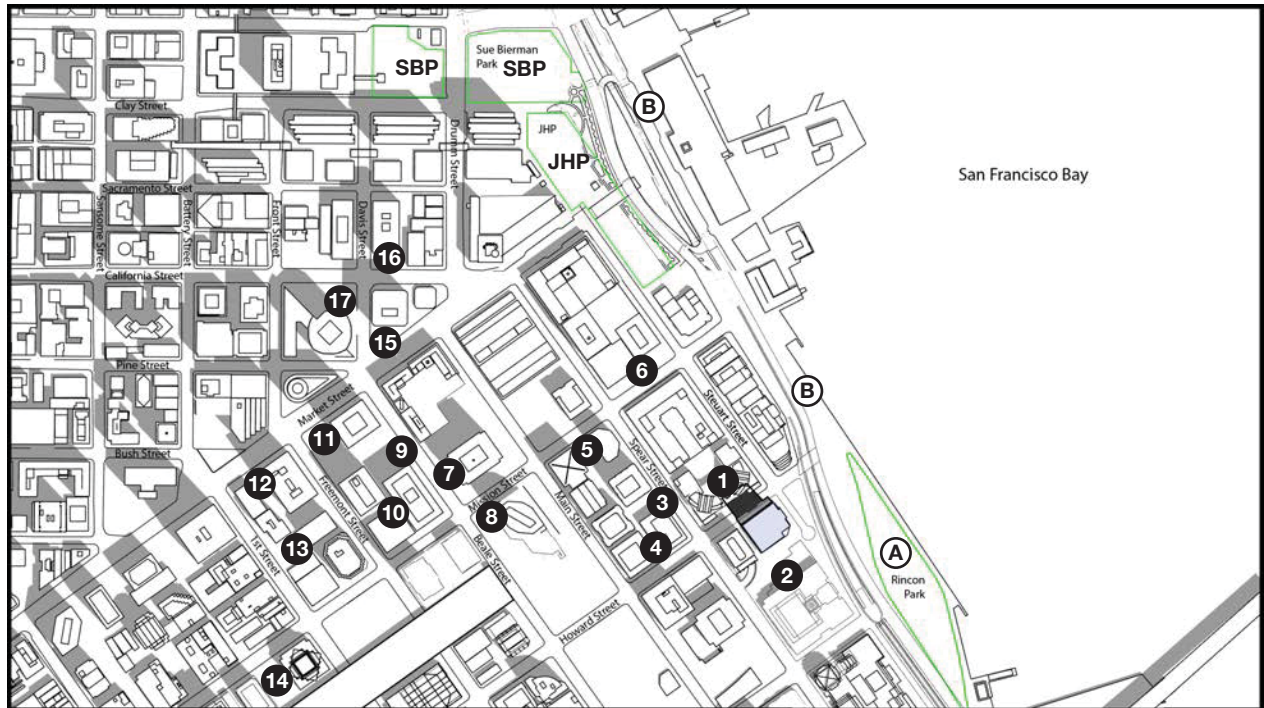 Sue Bierman
Park
SBP
SBP
B
Clay Street
JHP
JHP
Drumm Street
San Francisco Bay
Sacramento Street
Sansome Street
Battery Street
Front Street
Davis Street
16
California Street
17
15
6
Pine Street
Market Street
Steuart Street
B
11
9
5
Bush Street
7
Spear Street
1
12
Mission Street
3
10
8
Main Street
Freemont Street
13
4
A
1st Street
Beale Street
2
Rincon
Park
Howard Street
14